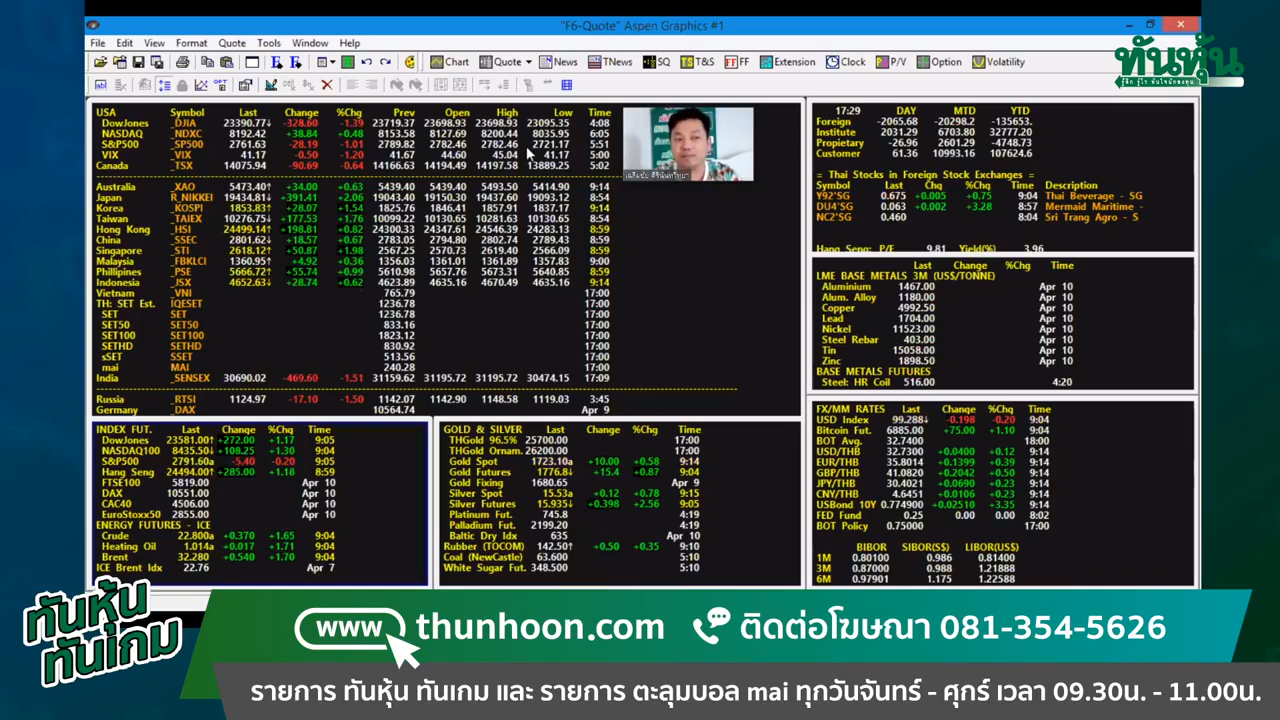 "F6-Quote" Aspen Graphics #1
File Edit View Format Quote Tools Window Help
Chart Quote News TNews SQ T&S FF Extension Clock P/V Option Volatility
ทันหุ้น
USA Symbol Last Change %Chg Prev Open High Low Time
DowJones _DJIA 23390.77↓ -328.60 -1.39 23719.37 23698.93 23698.93 23095.35 4:08
NASDAQ _NDXC 8192.42 +38.84 +0.48 8153.58 8127.69 8200.44 8035.95 6:05
S&P500 _SP500 2761.63 -28.19 -1.01 2789.82 2782.46 2782.46 2721.17 5:51
VIX _VIX 41.17 -0.50 -1.20 41.67 44.60 45.04 41.17 5:00
Canada _TSX 14075.94 -90.69 -0.64 14166.63 14194.49 14197.58 13889.25 5:02
Australia _XAO 5473.40↑ +34.00 +0.63 5439.40 5439.40 5493.50 5414.90 9:14
Japan R_NIKKEI 19434.81↓ +391.41 +2.06 19043.40 19150.30 19437.60 19093.12 8:54
Korea _KOSPI 1853.83↑ +28.07 +1.54 1825.76 1846.41 1857.91 1837.17 9:14
Taiwan _TAIEX 10276.75↓ +177.53 +1.76 10099.22 10130.65 10281.63 10130.65 8:54
Hong Kong _HSI 24499.14↑ +198.81 +0.82 24300.33 24347.61 24546.39 24283.13 8:59
China _SSEC 2801.62↓ +18.57 +0.67 2783.05 2794.80 2802.74 2789.43 8:59
Singapore _STI 2618.12↑ +50.87 +1.98 2567.25 2570.73 2619.40 2566.09 8:59
Malaysia _FBKLCI 1360.95↑ +4.92 +0.36 1356.03 1361.01 1361.89 1357.83 9:00
Phillipines _PSE 5666.72↑ +55.74 +0.99 5610.98 5657.76 5673.31 5640.85 8:59
Indonesia _JSX 4652.63↓ +28.74 +0.62 4623.89 4635.16 4670.49 4635.16 9:14
Vietnam _VNI 765.79 17:00
TH: SET Est. IQESET 1236.78 17:00
SET SET 1236.78 17:00
SET50 SET50 833.16 17:00
SET100 SET100 1823.12 17:00
SETHD SETHD 830.92 17:00
sSET SSET 513.56 17:00
mai MAI 240.28 17:00
India _SENSEX 30690.02 -469.60 -1.51 31159.62 31195.72 31195.72 30474.15 17:09
Russia _RTSI 1124.97 -17.10 -1.50 1142.07 1142.90 1148.58 1119.03 3:45
Germany _DAX 10564.74 Apr 9
17:29 DAY MTD YTD
Foreign -2065.68 -20298.2 -135653.
Institute 2031.29 6703.80 32777.20
Propietary -26.96 2601.29 -4748.73
Customer 61.36 10993.16 107624.6
= Thai Stocks in Foreign Stock Exchanges =
Symbol Last Chg %Chg Time Description
Y92'SG 0.675 +0.005 +0.75 9:04 Thai Beverage - SG
DU4'SG 0.063 +0.002 +3.28 8:57 Mermaid Maritime -
NC2'SG 0.460 8:04 Sri Trang Agro - S
Hang Seng: P/E 9.81 Yield(%) 3.96
Last Change %Chg Time
LME BASE METALS 3M (US$/TONNE)
Aluminium 1467.00 Apr 10
Alum. Alloy 1180.00 Apr 10
Copper 4992.50 Apr 10
Lead 1704.00 Apr 10
Nickel 11523.00 Apr 10
Steel Rebar 403.00 Apr 10
Tin 15058.00 Apr 10
Zinc 1898.50 Apr 10
BASE METALS FUTURES
Steel: HR Coil 516.00 4:20
INDEX FUT. Last Change %Chg Time
DowJones 23581.00↑ +272.00 +1.17 9:05
NASDAQ100 8435.50↑ +108.25 +1.30 9:04
S&P500 2791.60a -5.40 -0.20 9:05
Hang Seng 24494.00↑ +285.00 +1.18 8:59
FTSE100 5819.00 Apr 10
DAX 10551.00 Apr 10
CAC40 4506.00 Apr 10
EuroStoxx50 2855.00 Apr 10
ENERGY FUTURES - ICE
Crude 22.800a +0.370 +1.65 9:04
Heating Oil 1.014a +0.017 +1.71 9:04
Brent 32.280 +0.540 +1.70 9:04
ICE Brent Idx 22.76 Apr 7
GOLD & SILVER Last Change %Chg Time
THGold 96.5% 25700.00 17:00
THGold Ornam. 26200.00 17:00
Gold Spot 1723.10a +10.00 +0.58 9:14
Gold Futures 1776.8↓ +15.4 +0.87 9:04
Gold Fixing 1680.65 Apr 9
Silver Spot 15.53a +0.12 +0.78 9:15
Silver Futures 15.935↓ +0.398 +2.56 9:05
Platinum Fut. 745.8 4:19
Palladium Fut. 2199.20 4:19
Baltic Dry Idx 635 Apr 10
Rubber (TOCOM) 142.50↑ +0.50 +0.35 9:10
Coal (NewCastle) 63.600 5:10
White Sugar Fut. 348.500 5:10
FX/MM RATES Last Change %Chg Time
USD Index 99.288↓ -0.198 -0.20 9:04
Bitcoin Fut. 6885.00 +75.00 +1.10 9:04
BOT Avg. 32.7400 18:00
USD/THB 32.7300 +0.0400 +0.12 9:14
EUR/THB 35.8014 +0.1399 +0.39 9:14
GBP/THB 41.0820 +0.2042 +0.50 9:14
JPY/THB 30.4021 +0.0690 +0.23 9:14
CNY/THB 4.6451 +0.0106 +0.23 9:14
USBond 10Y 0.774900 +0.02510 +3.35 9:14
FED Fund 0.25 0.00 0.00 8:02
BOT Policy 0.75000 17:00
BIBOR SIBOR(S$) LIBOR(US$)
1M 0.80100 0.986 0.81400
3M 0.87000 0.988 1.21888
6M 0.97901 1.175 1.22588
ทันหุ้น ทันเกม
www thunhoon.com ติดต่อโฆษณา 081-354-5626
รายการ ทันหุ้น ทันเกม และ รายการ ตะลุมบอล mai ทุกวันจันทร์ - ศุกร์ เวลา 09.30น. - 11.00น.